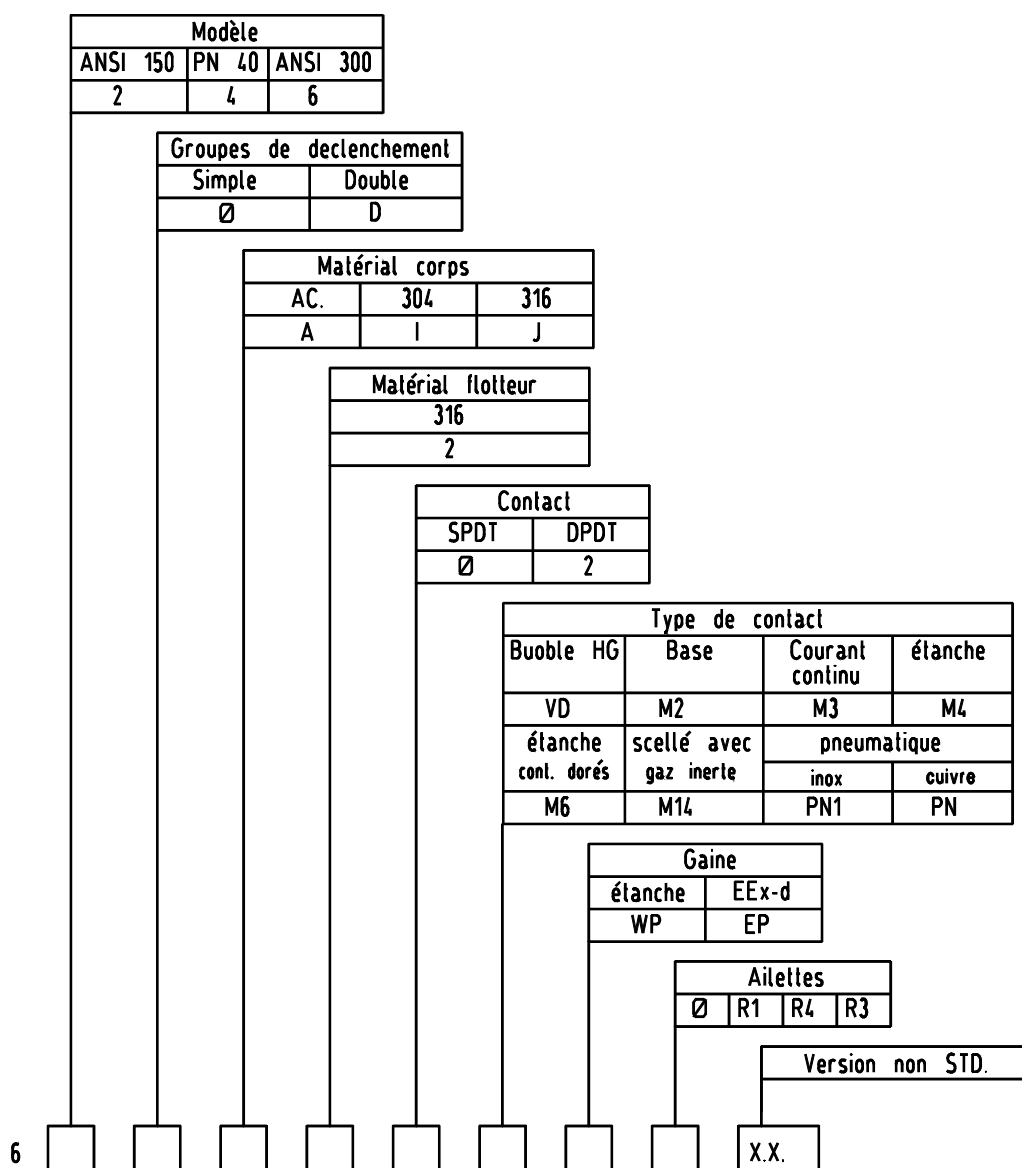 Modèle
ANSI 150 PN 40 ANSI 300
2 4 6
Groupes de declenchement
Simple Double
Ø D
Matérial corps
AC. 304 316
A I J
Matérial flotteur
316
2
Contact
SPDT DPDT
Ø 2
Type de contact
Buoble HG Base Courant étanche
continu
VD M2 M3 M4
étanche scellé avec pneumatique
cont. dorés gaz inerte inox cuivre
M6 M14 PN1 PN
Gaine
étanche EEx-d
WP EP
Ailettes
Ø R1 R4 R3
Version non STD.
6 X.X.